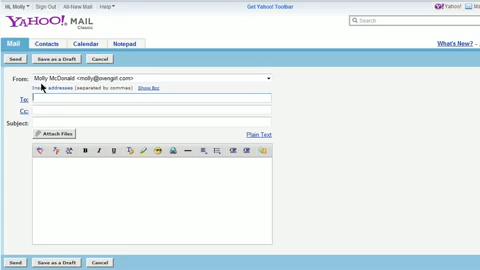 Hi, Molly Sign Out All-New Mail Help Get Yahoo! Toolbar Yahoo! My
YAHOO! MAIL
Classic
Search
Mail Contacts Calendar Notepad What's New?
Send Save as a Draft Cancel
From: Molly McDonald <molly@ovengirl.com>
Insert addresses (separated by commas) Show Bcc
To:
Cc:
Subject:
Attach Files
Plain Text
B I U
Send Save as a Draft Cancel